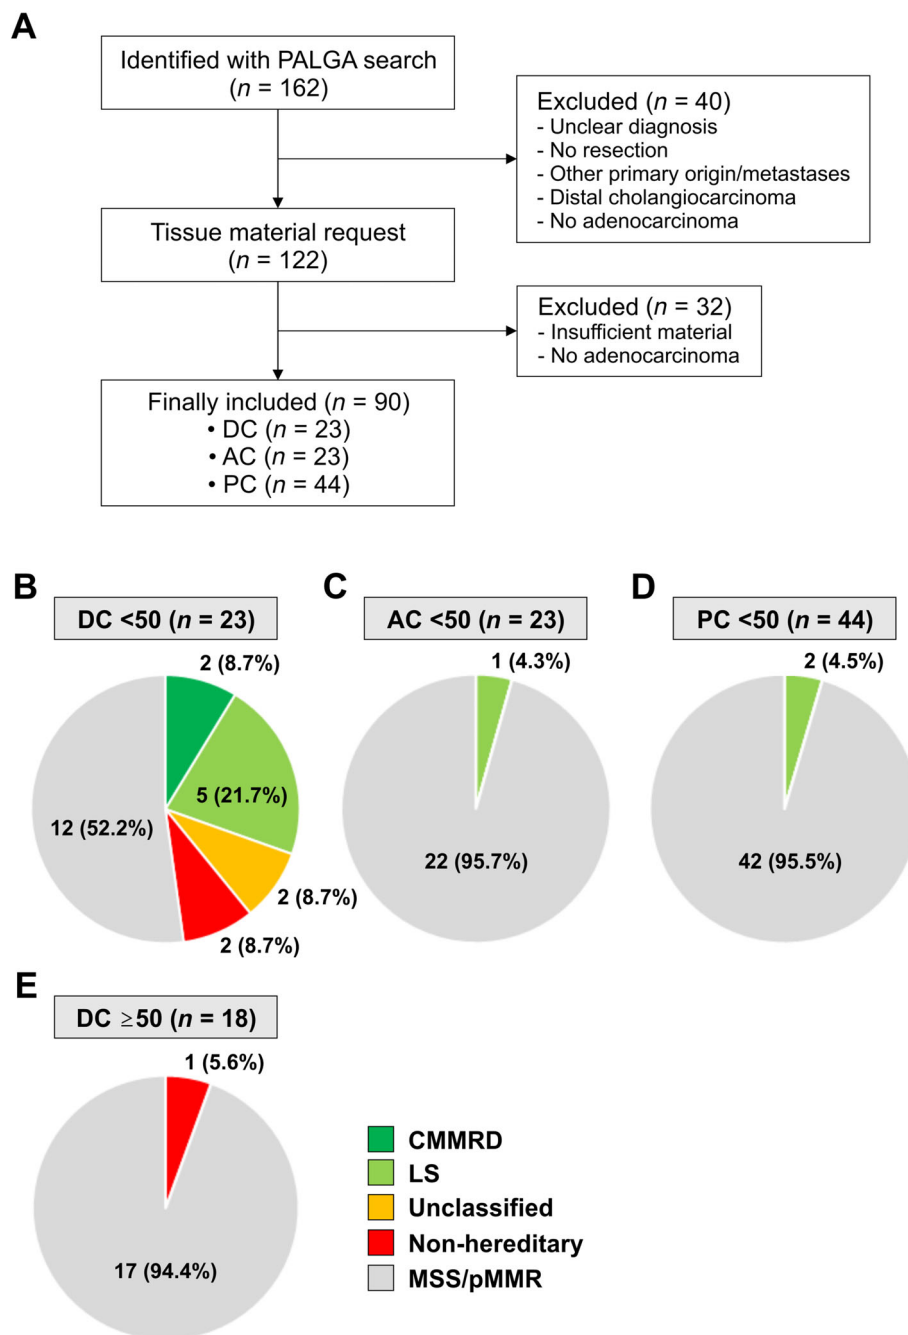 A
Identified with PALGA search
(n = 162)
Excluded (n = 40)
- Unclear diagnosis
- No resection
- Other primary origin/metastases
- Distal cholangiocarcinoma
- No adenocarcinoma
Tissue material request
(n = 122)
Excluded (n = 32)
- Insufficient material
- No adenocarcinoma
Finally included (n = 90)
• DC (n = 23)
• AC (n = 23)
• PC (n = 44)
B
DC <50 (n = 23)
2 (8.7%)
5 (21.7%)
12 (52.2%)
2 (8.7%)
2 (8.7%)
C
AC <50 (n = 23)
1 (4.3%)
22 (95.7%)
D
PC <50 (n = 44)
2 (4.5%)
42 (95.5%)
E
DC ≥50 (n = 18)
1 (5.6%)
17 (94.4%)
CMMRD
LS
Unclassified
Non-hereditary
MSS/pMMR